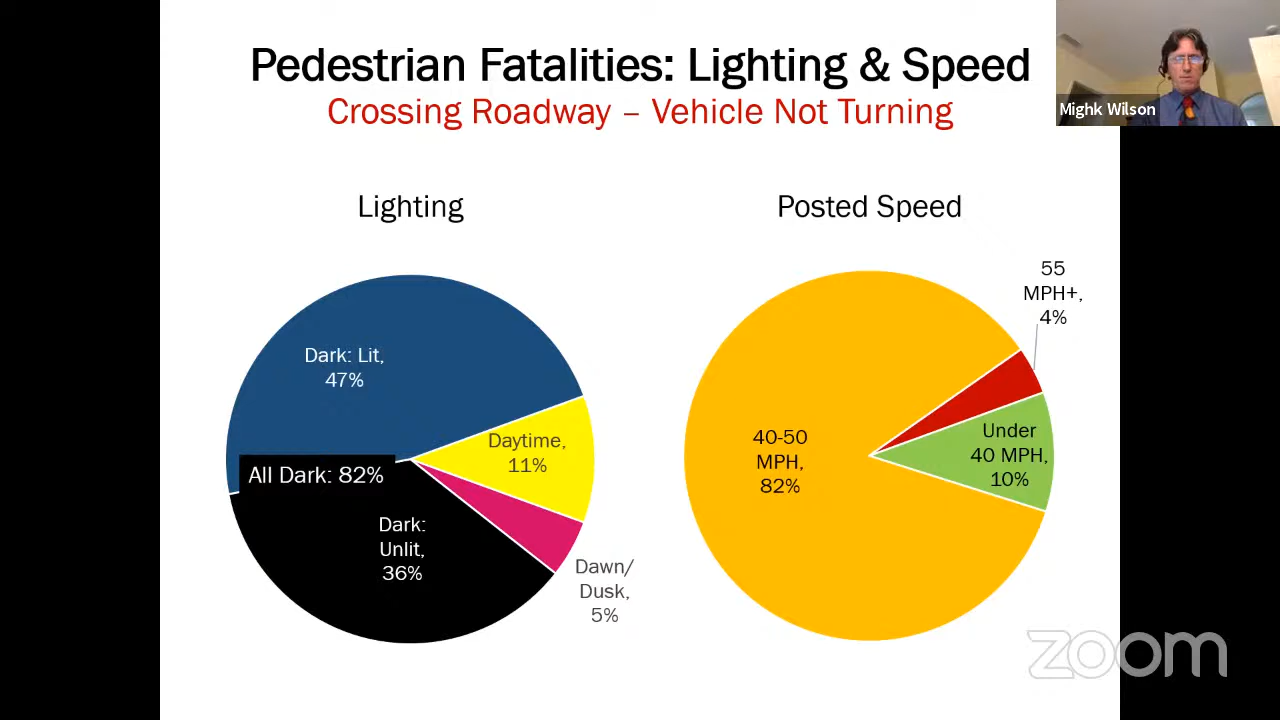 Pedestrian Fatalities: Lighting & Speed
Crossing Roadway – Vehicle Not Turning
Mighk Wilson
Lighting
Dark: Lit,
47%
Daytime,
11%
All Dark: 82%
Dark:
Unlit,
36%
Dawn/
Dusk,
5%
Posted Speed
55
MPH+,
4%
40-50
MPH,
82%
Under
40 MPH,
10%
zoom